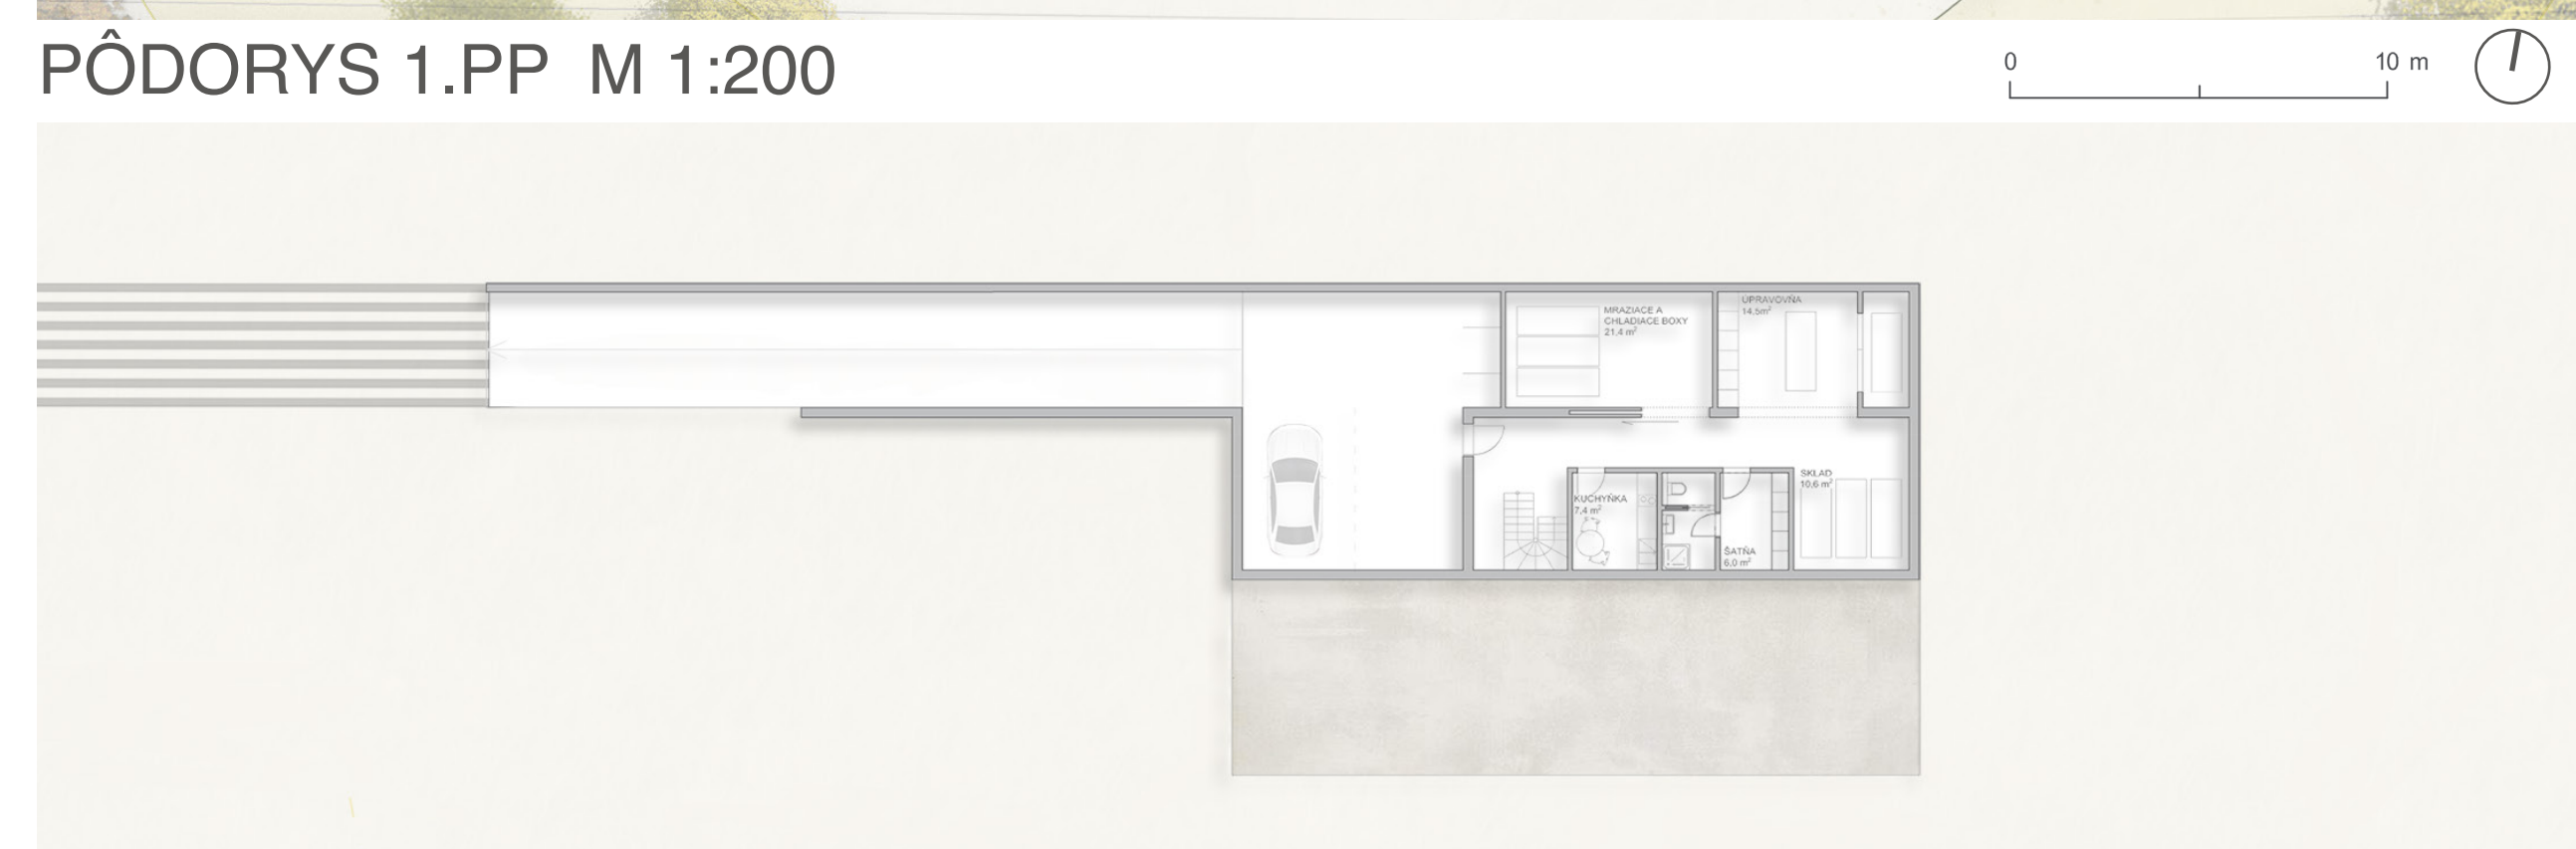 PÔDORYS 1.PP M 1:200
0 10 m
MRAZIACE A
CHLADIACE BOXY
21,4 m²
ÚPRAVOVŇA
14,5m²
KUCHYŇKA
7,4 m²
ŠATŇA
6,0 m²
SKLAD
10,6 m²